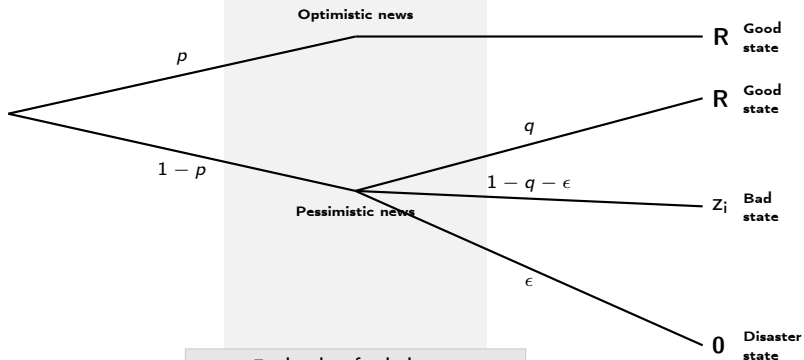 Optimistic news
p
R Good
state
R Good
state
q
1 − p
1 − q − ϵ
z_i Bad
state
Pessimistic news
ϵ
0 Disaster
state